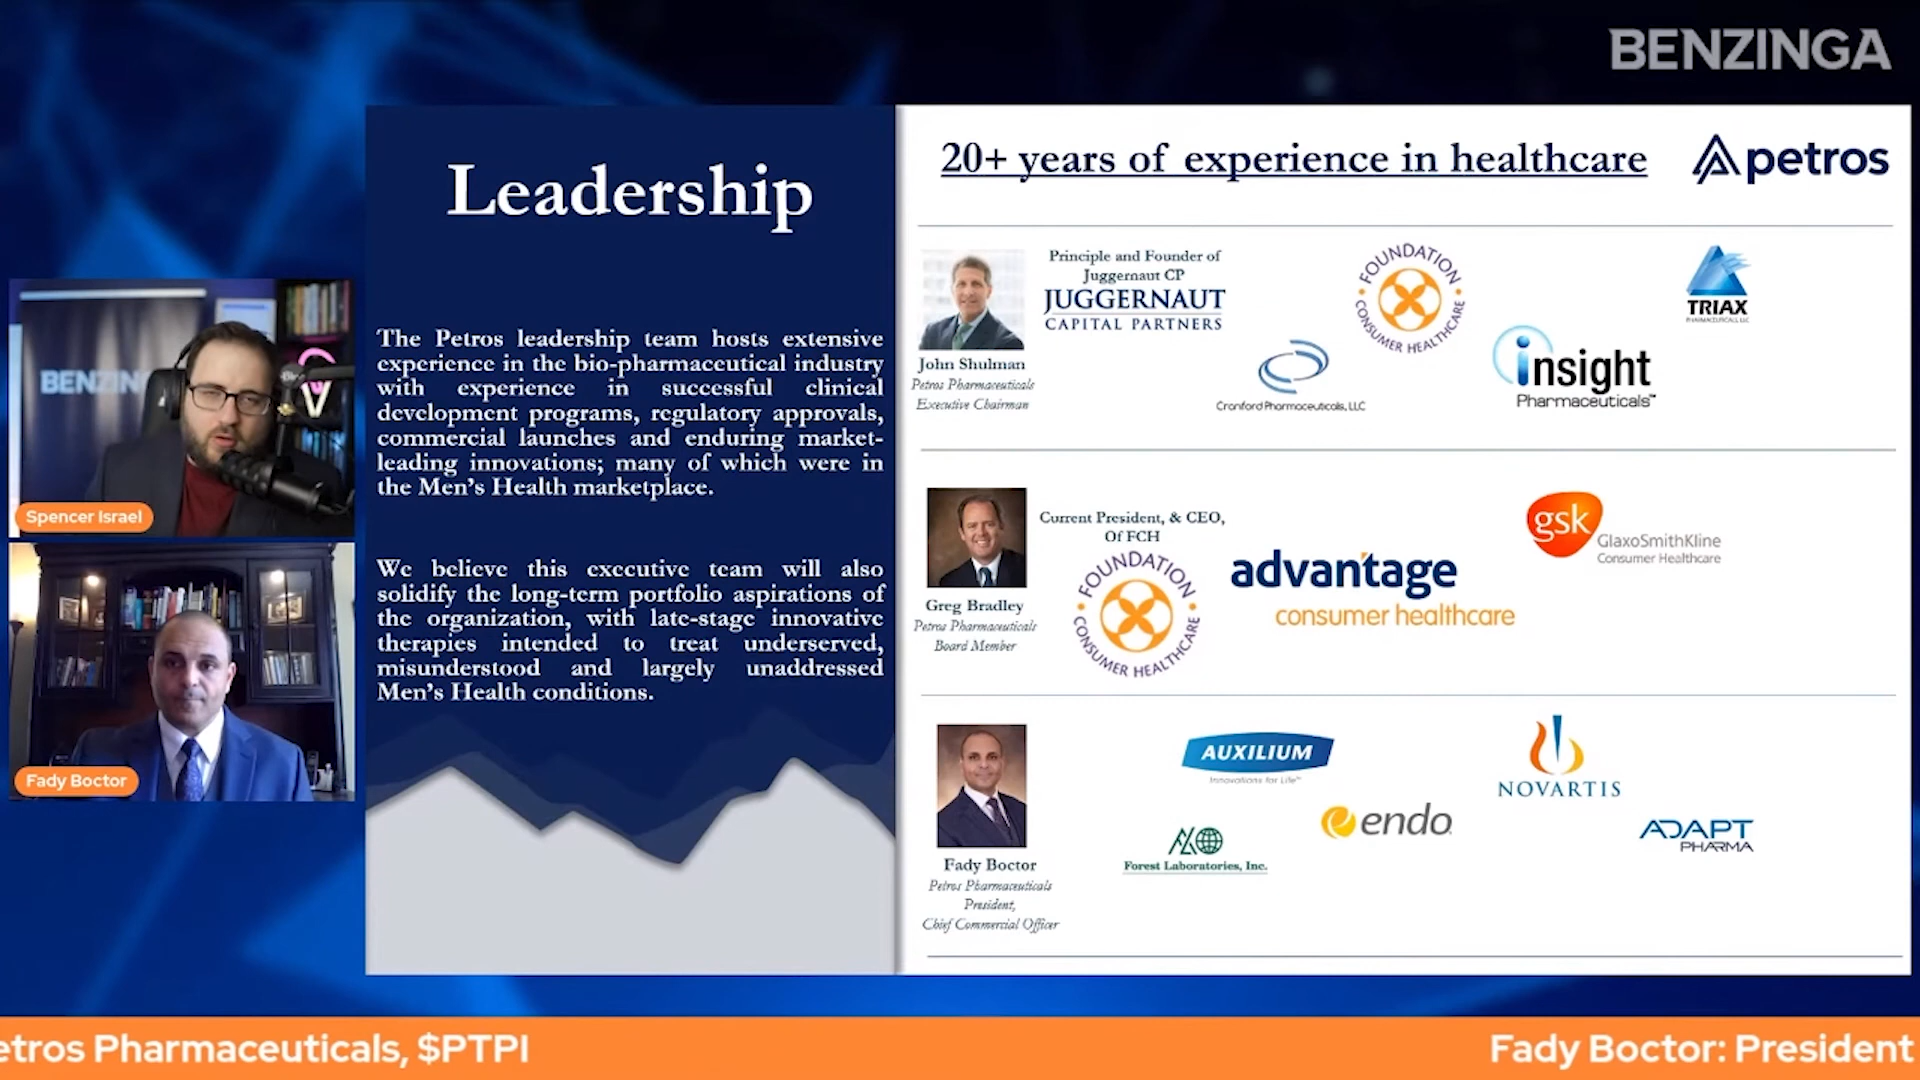 BENZINGA
Leadership
The Petros leadership team hosts extensive
experience in the bio-pharmaceutical industry
with experience in successful clinical
development programs, regulatory approvals,
commercial launches and enduring market-
leading innovations; many of which were in
the Men's Health marketplace.
We believe this executive team will also
solidify the long-term portfolio aspirations of
the organization, with late-stage innovative
therapies intended to treat underserved,
misunderstood and largely unaddressed
Men's Health conditions.
20+ years of experience in healthcare
petros
John Shulman
Petros Pharmaceuticals
Executive Chairman
Principle and Founder of
Juggernaut CP
JUGGERNAUT
CAPITAL PARTNERS
Cranford Pharmaceuticals, LLC
FOUNDATION
CONSUMER HEALTHCARE
insight
Pharmaceuticals™
TRIAX
PHARMACEUTICALS, LLC
Greg Bradley
Petros Pharmaceuticals
Board Member
Current President, & CEO,
Of FCH
FOUNDATION
CONSUMER HEALTHCARE
advantage
consumer healthcare
gsk
GlaxoSmithKline
Consumer Healthcare
Fady Boctor
Petros Pharmaceuticals
President,
Chief Commercial Officer
AUXILIUM
Innovations for Life™
Forest Laboratories, Inc.
endo
NOVARTIS
ADAPT
PHARMA
BENZIN
Spencer Israel
Fady Boctor
etros Pharmaceuticals, $PTPI
Fady Boctor: President